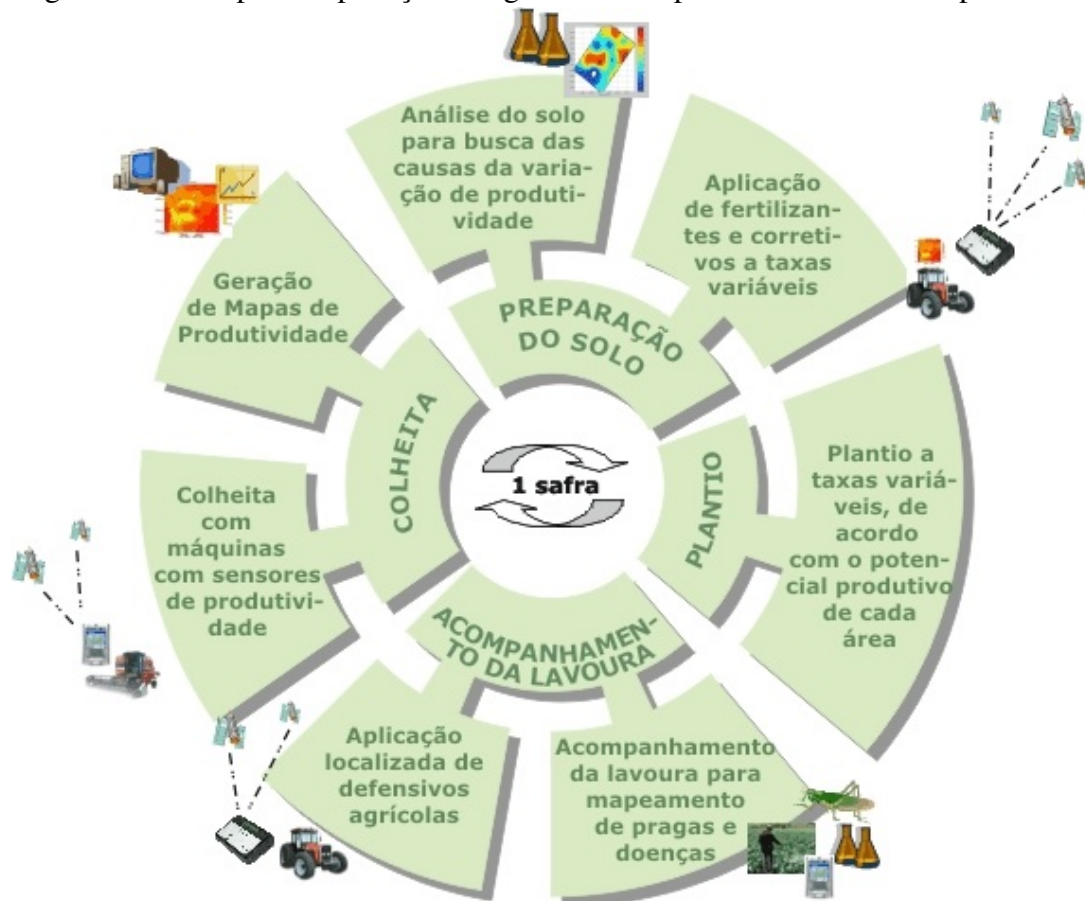 Análise do solo
para busca das
causas da varia-
ção de produti-
vidade
Aplicação
de fertilizan-
tes e correti-
vos a taxas
variáveis
PREPARAÇÃO
DO SOLO
Geração
de Mapas de
Produtividade
COLHEITA
1 safra
PLANTIO
Plantio a
taxas variá-
veis, de
acordo
com o poten-
cial produtivo
de cada
área
Colheita
com
máquinas
com sensores
de produtivi-
dade
ACOMPANHAMEN-
TO DA LAVOURA
Aplicação
localizada de
defensivos
agrícolas
Acompanhamento
da lavoura para
mapeamento
de pragas e
doenças